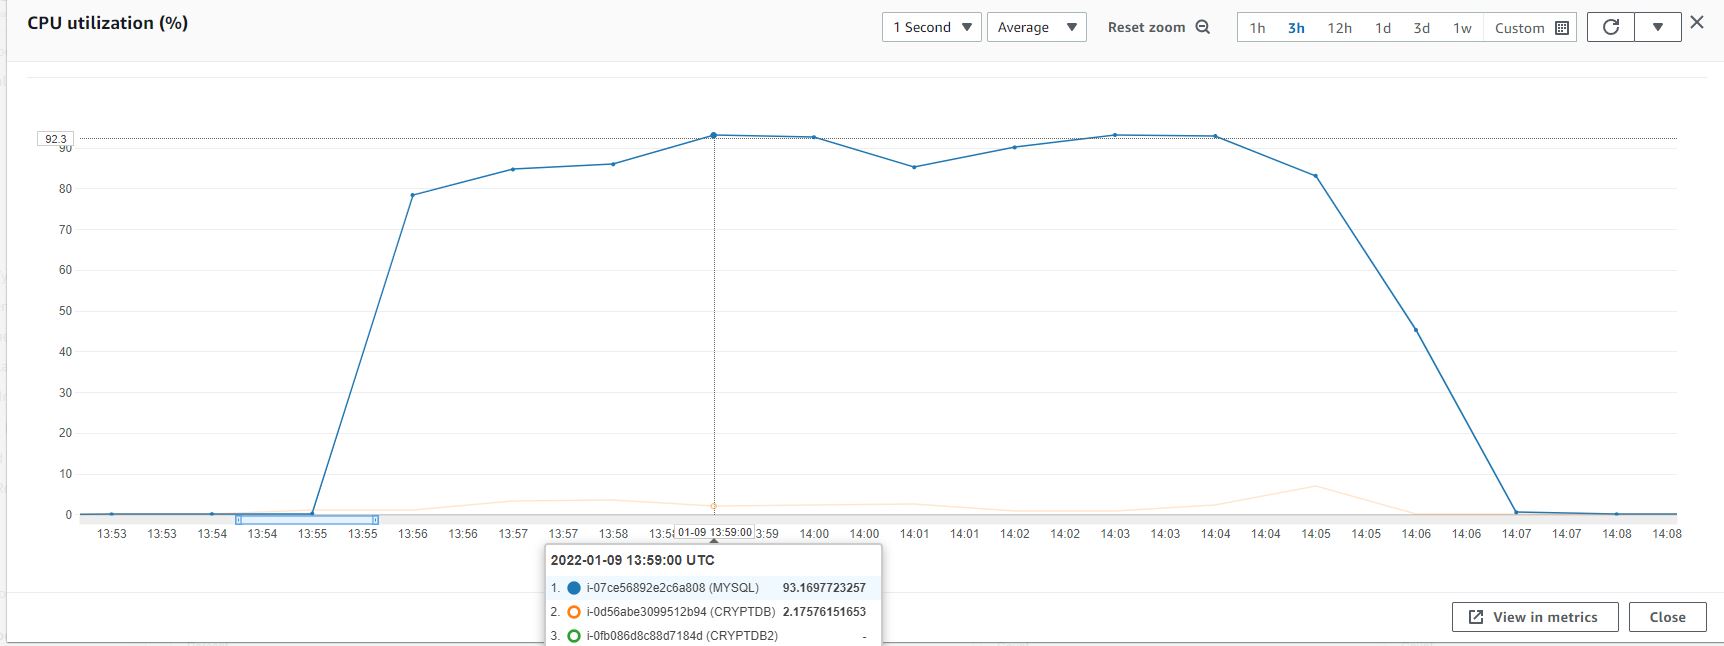 CPU utilization (%)
1 Second
Average
Reset zoom
1h 3h 12h 1d 3d 1w Custom
92.3
90
80
70
60
50
40
30
20
10
0
13:53 13:53 13:54 13:54 13:55 13:55 13:56 13:56 13:57 13:57 13:58 13:58 01-09 13:59:00 3:59 14:00 14:00 14:01 14:01 14:02 14:02 14:03 14:03 14:04 14:04 14:05 14:05 14:06 14:06 14:07 14:07 14:08 14:08
2022-01-09 13:59:00 UTC
1. i-07ce56892e2c6a808 (MYSQL) 93.1697723257
2. i-0d56abe3099512b94 (CRYPTDB) 2.17576151653
3. i-0fb086d8c88d7184d (CRYPTDB2) -
View in metrics
Close